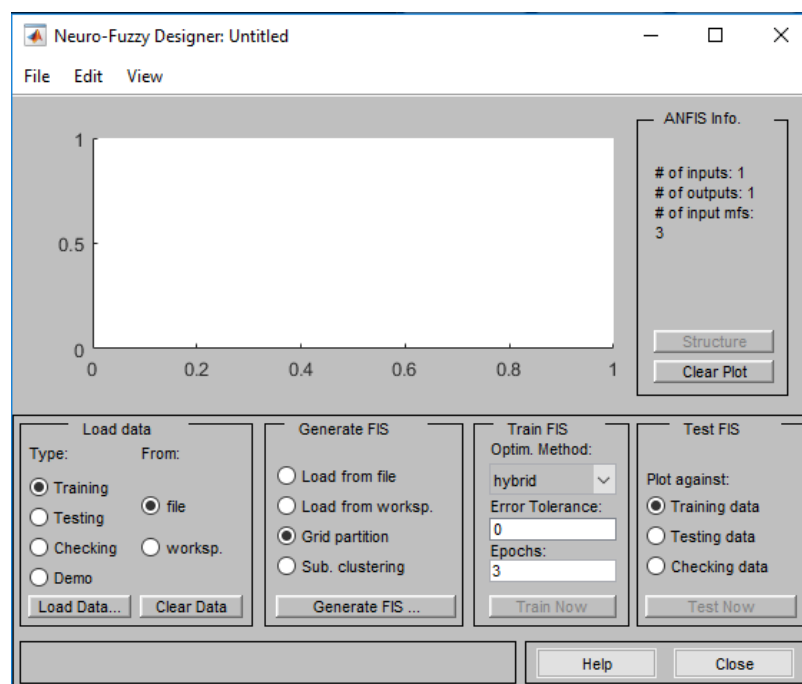 Neuro-Fuzzy Designer: Untitled
File Edit View
ANFIS Info.
# of inputs: 1
# of outputs: 1
# of input mfs:
3
Structure
Clear Plot
1
0.5
0
0 0.2 0.4 0.6 0.8 1
Load data
Type: From:
Training
file
Testing
Checking
worksp.
Demo
Load Data... Clear Data
Generate FIS
Load from file
Load from worksp.
Grid partition
Sub. clustering
Generate FIS ...
Train FIS
Optim. Method:
hybrid
Error Tolerance:
0
Epochs:
3
Train Now
Test FIS
Plot against:
Training data
Testing data
Checking data
Test Now
Help Close